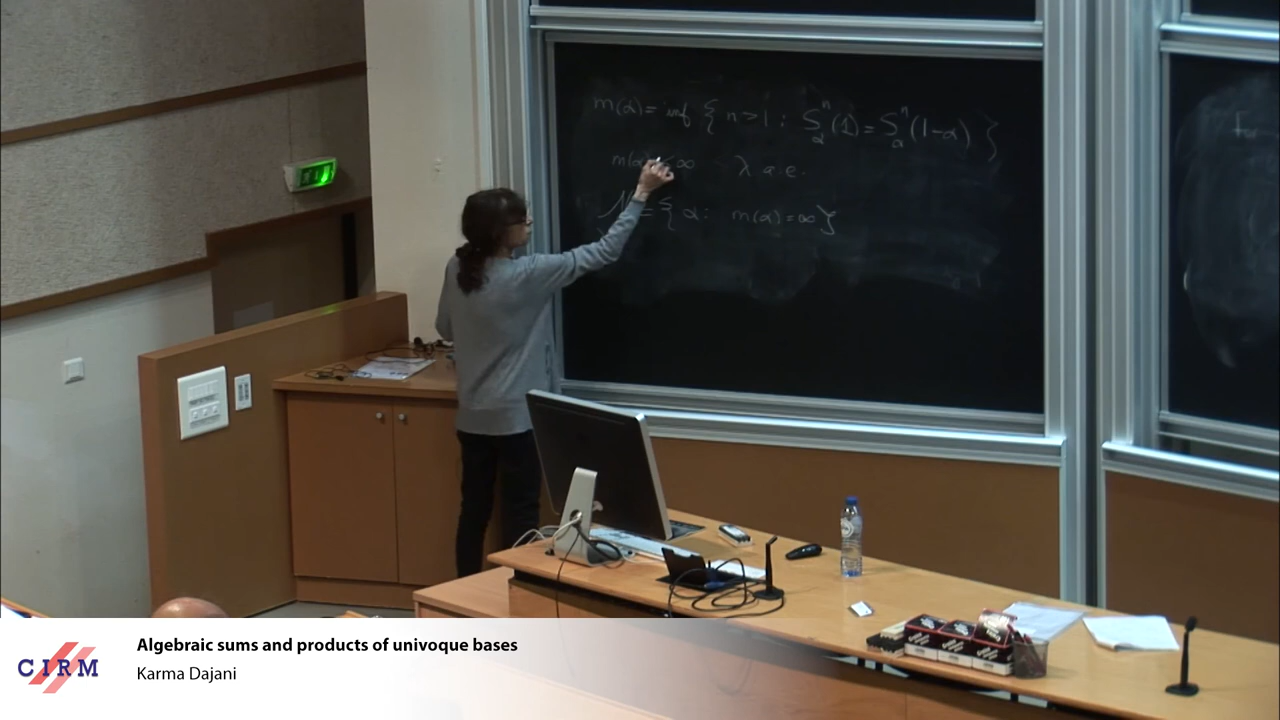 m(α) = inf { n > 1 : S_α^n(1) = S_α^n(1-α) }
m(α) < ∞ λ a.e.
N = { α : m(α) = ∞ }
CIRM
Algebraic sums and products of univoque bases
Karma Dajani